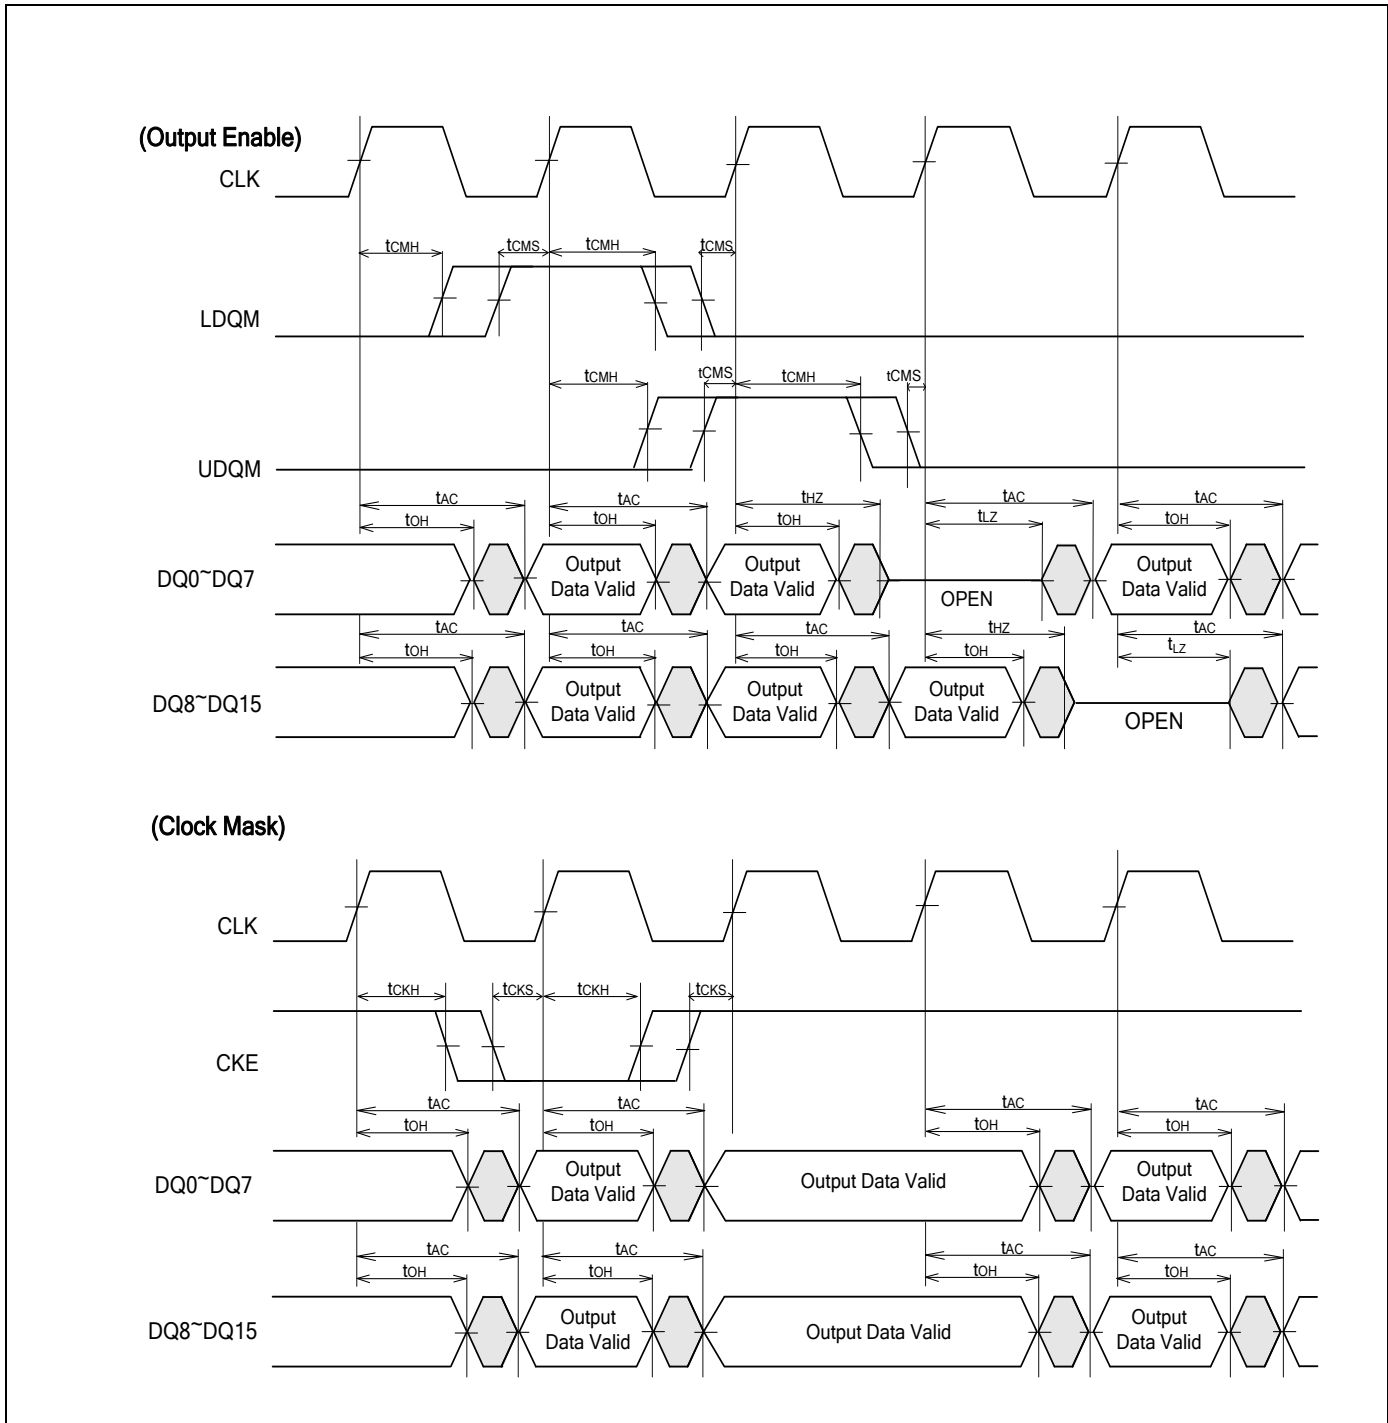 (Output Enable)
CLK
tCMH tCMS tCMH tCMS
LDQM
tCMH tCMS tCMH tCMS
UDQM
tAC tAC tHZ tAC tAC
tOH tOH tOH tLZ tOH
DQ0~DQ7
Output Data Valid
Output Data Valid
OPEN
Output Data Valid
tAC tAC tAC tHZ tAC
tOH tOH tOH tOH tLZ
DQ8~DQ15
Output Data Valid
Output Data Valid
Output Data Valid
OPEN
(Clock Mask)
CLK
tCKH tCKS tCKH tCKS
CKE
tAC tAC tAC tAC
tOH tOH tOH tOH
DQ0~DQ7
Output Data Valid
Output Data Valid
Output Data Valid
tAC tAC tAC tAC
tOH tOH tOH tOH
DQ8~DQ15
Output Data Valid
Output Data Valid
Output Data Valid